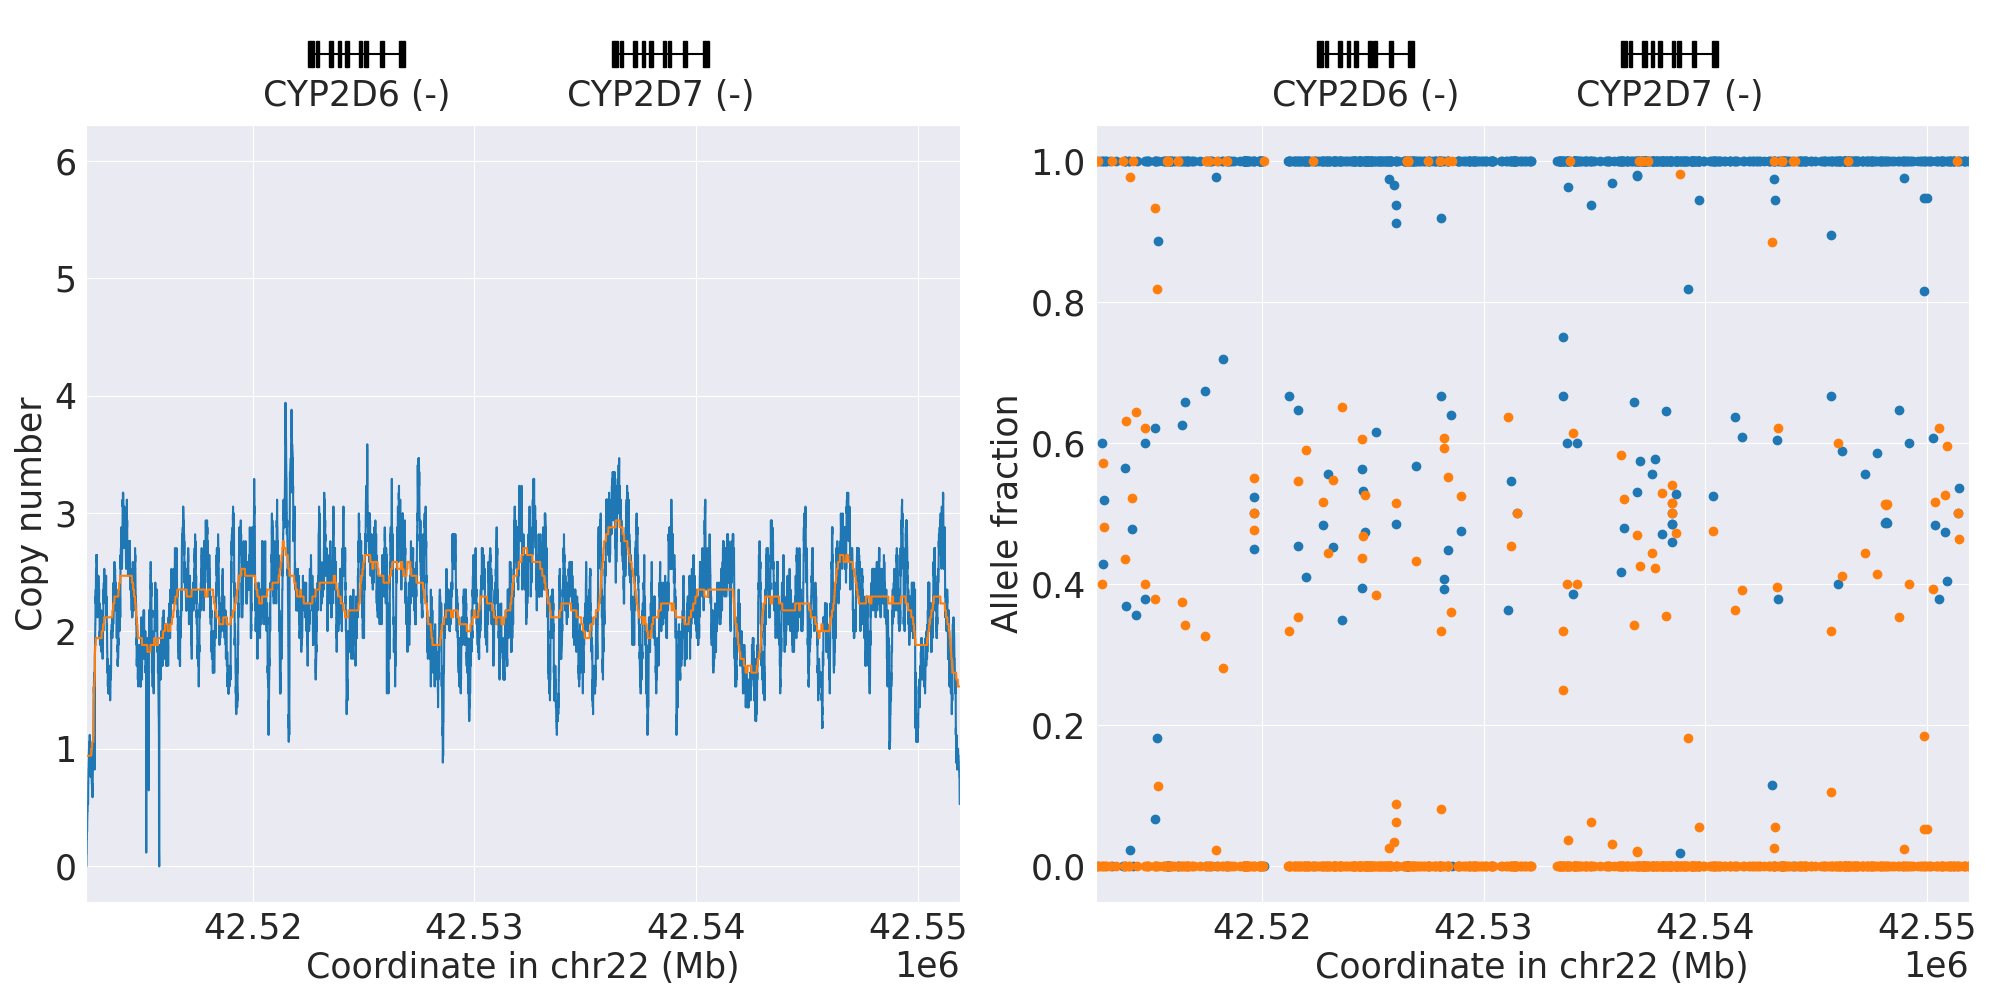 CYP2D6 (-)
CYP2D7 (-)
CYP2D6 (-)
CYP2D7 (-)
Copy number
6
5
4
3
2
1
0
42.52
42.53
42.54
42.55
Coordinate in chr22 (Mb)
1e6
Allele fraction
1.0
0.8
0.6
0.4
0.2
0.0
42.52
42.53
42.54
42.55
Coordinate in chr22 (Mb)
1e6